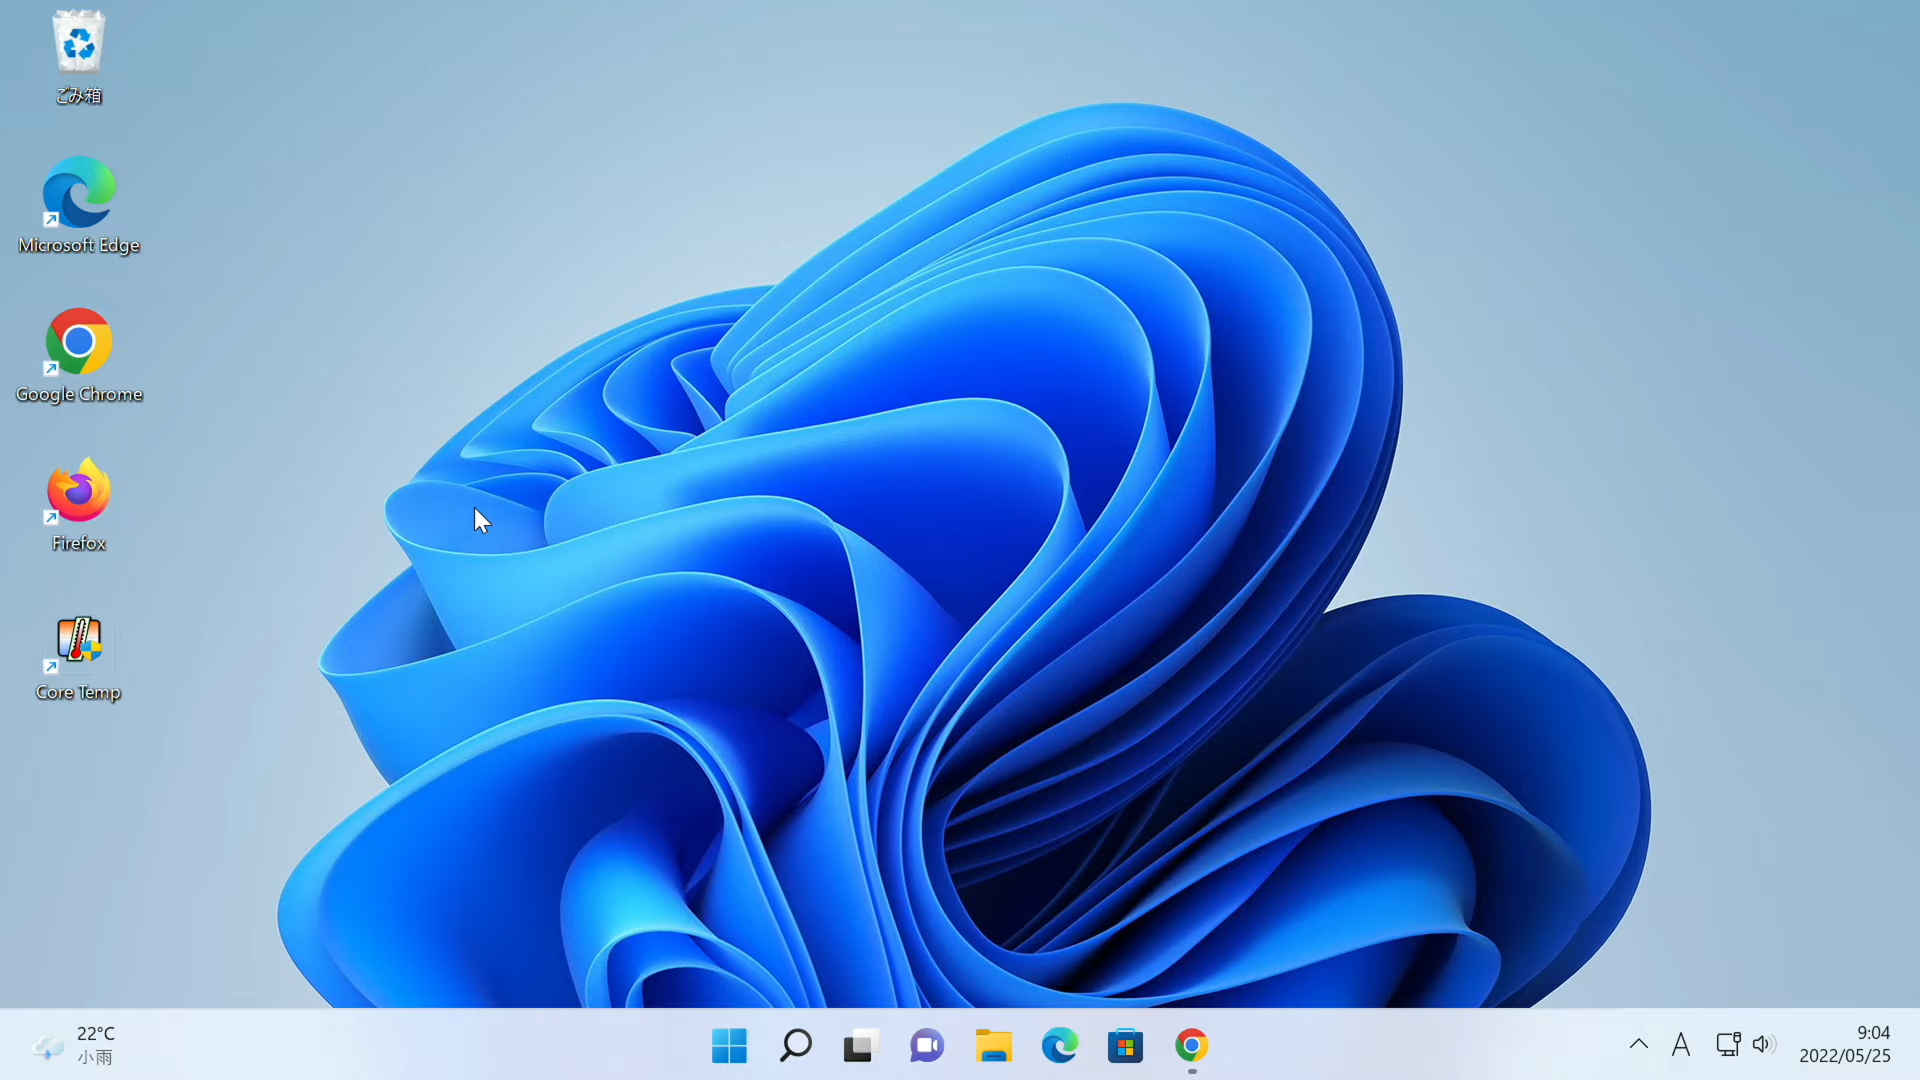 ごみ箱
Microsoft Edge
Google Chrome
Firefox
Core Temp
22°C
小雨
A
9:04
2022/05/25